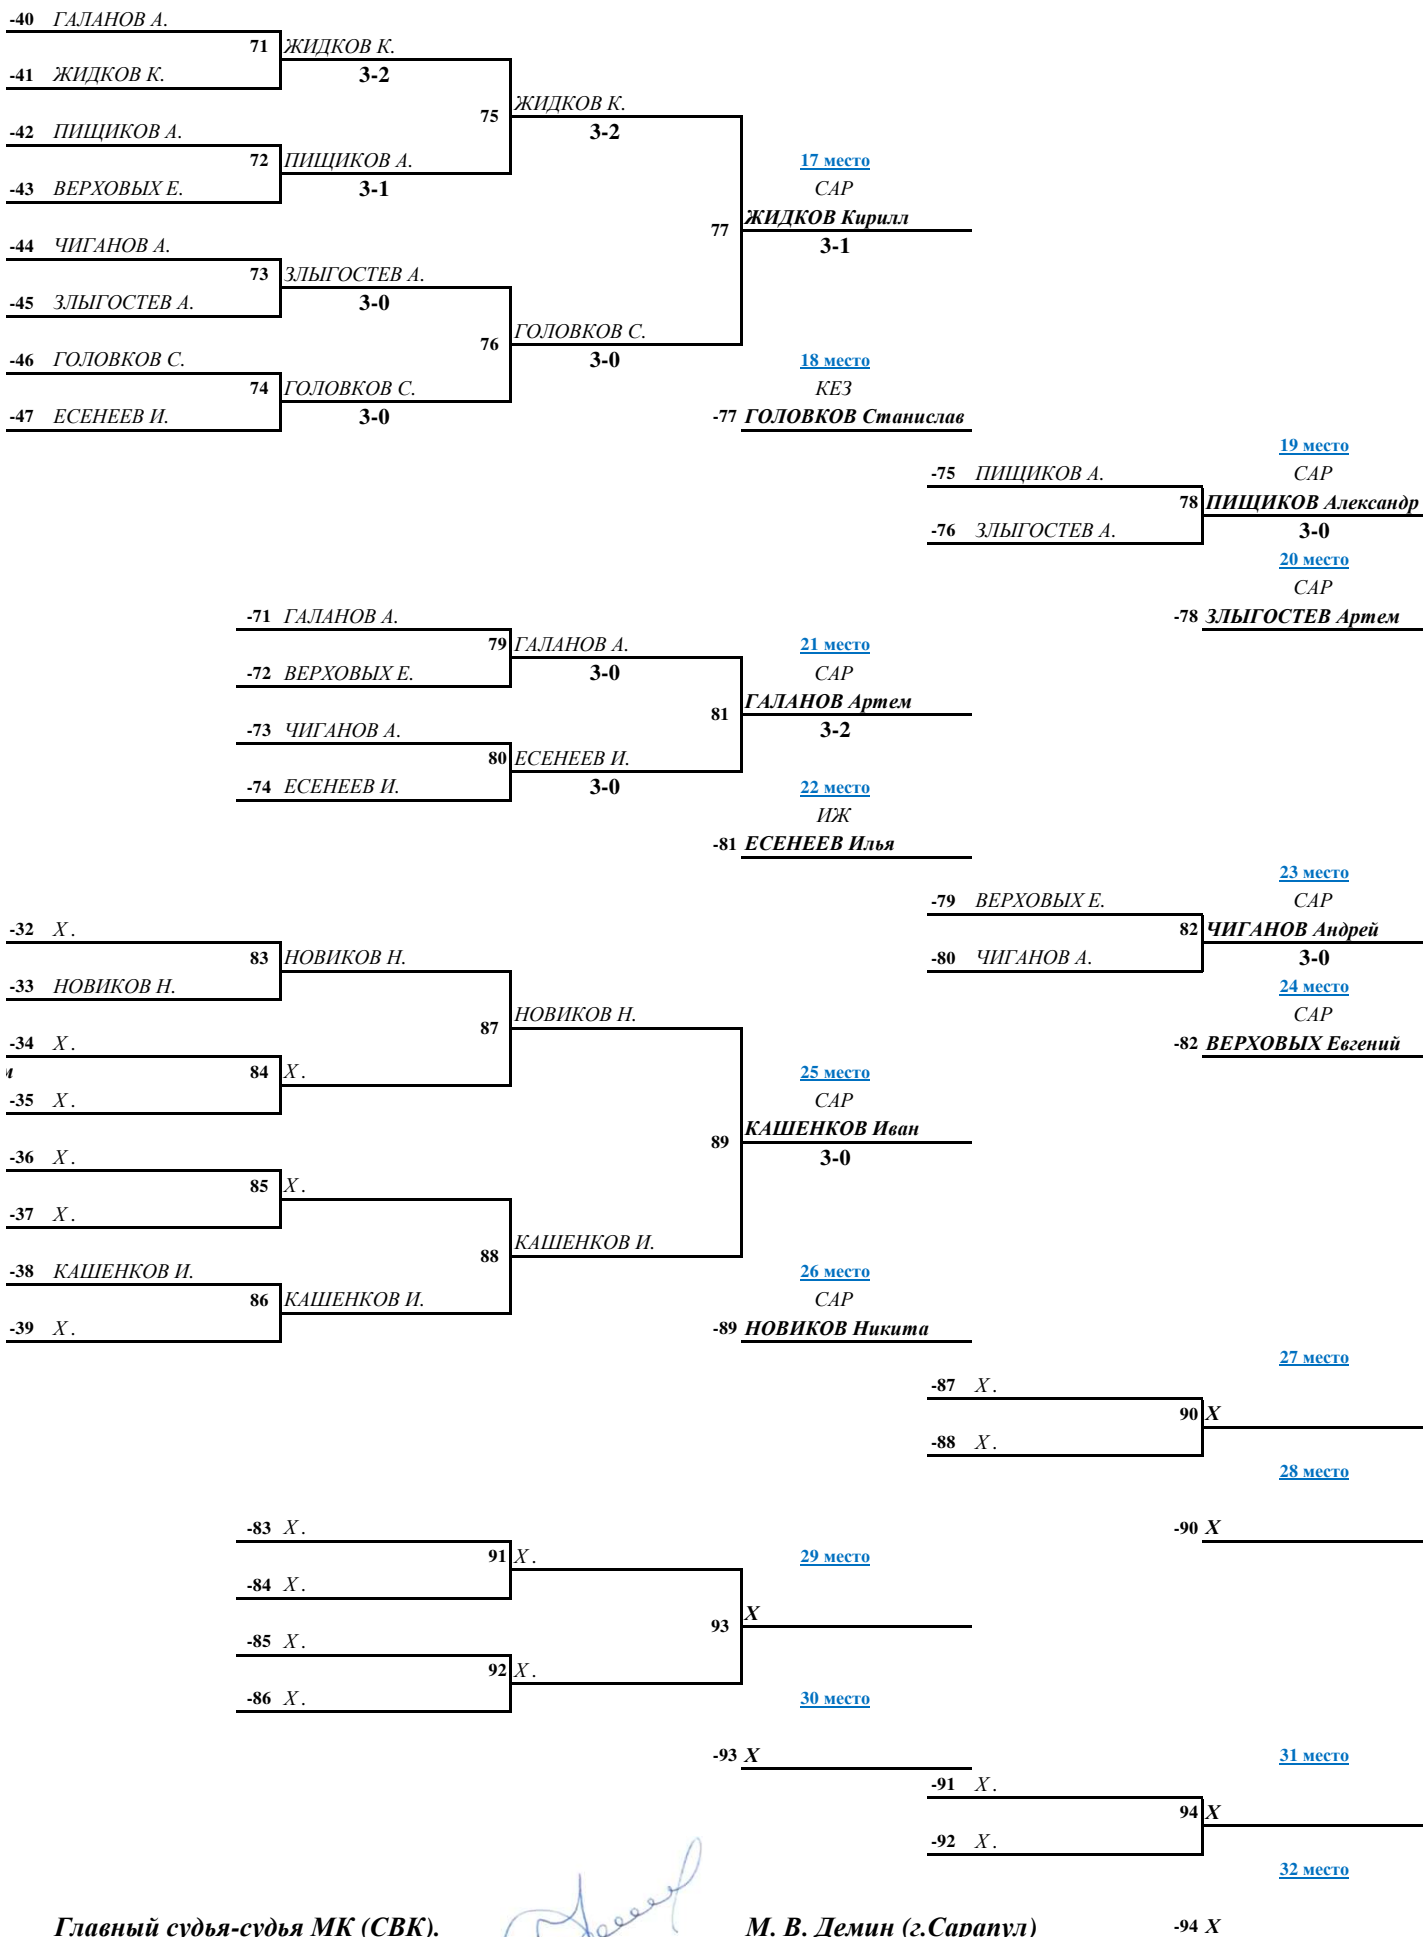 -40 ГАЛАНОВ А.
71 ЖИДКОВ К.
-41 ЖИДКОВ К. 3-2
75 ЖИДКОВ К.
-42 ПИЩИКОВ А. 3-2
72 ПИЩИКОВ А. 17 место
-43 ВЕРХОВЫХ Е. 3-1 САР
77 ЖИДКОВ Кирилл
-44 ЧИГАНОВ А. 3-1
73 ЗЛЫГОСТЕВ А.
-45 ЗЛЫГОСТЕВ А. 3-0
76 ГОЛОВКОВ С.
-46 ГОЛОВКОВ С. 3-0 18 место
74 ГОЛОВКОВ С. КЕЗ
-47 ЕСЕНЕЕВ И. 3-0 -77 ГОЛОВКОВ Станислав
19 место
-75 ПИЩИКОВ А. САР
78 ПИЩИКОВ Александр
-76 ЗЛЫГОСТЕВ А. 3-0
20 место
САР
-71 ГАЛАНОВ А. -78 ЗЛЫГОСТЕВ Артем
79 ГАЛАНОВ А. 21 место
-72 ВЕРХОВЫХ Е. 3-0 САР
81 ГАЛАНОВ Артем
-73 ЧИГАНОВ А. 3-2
80 ЕСЕНЕЕВ И.
-74 ЕСЕНЕЕВ И. 3-0 22 место
ИЖ
-81 ЕСЕНЕЕВ Илья
23 место
-79 ВЕРХОВЫХ Е. САР
-32 Х . 82 ЧИГАНОВ Андрей
83 НОВИКОВ Н. -80 ЧИГАНОВ А. 3-0
-33 НОВИКОВ Н. 24 место
87 НОВИКОВ Н. САР
-34 Х . -82 ВЕРХОВЫХ Евгений
м 84 Х . 25 место
-35 Х . САР
89 КАШЕНКОВ Иван
-36 Х . 3-0
85 Х .
-37 Х .
88 КАШЕНКОВ И.
-38 КАШЕНКОВ И. 26 место
86 КАШЕНКОВ И. САР
-39 Х . -89 НОВИКОВ Никита
27 место
-87 Х .
90 Х
-88 Х .
28 место
-83 Х . -90 Х
91 Х . 29 место
-84 Х .
93 Х
-85 Х .
92 Х .
-86 Х . 30 место
-93 Х 31 место
-91 Х .
94 Х
-92 Х .
32 место
Главный судья-судья МК (СВК). М. В. Демин (г.Сарапул) -94 Х